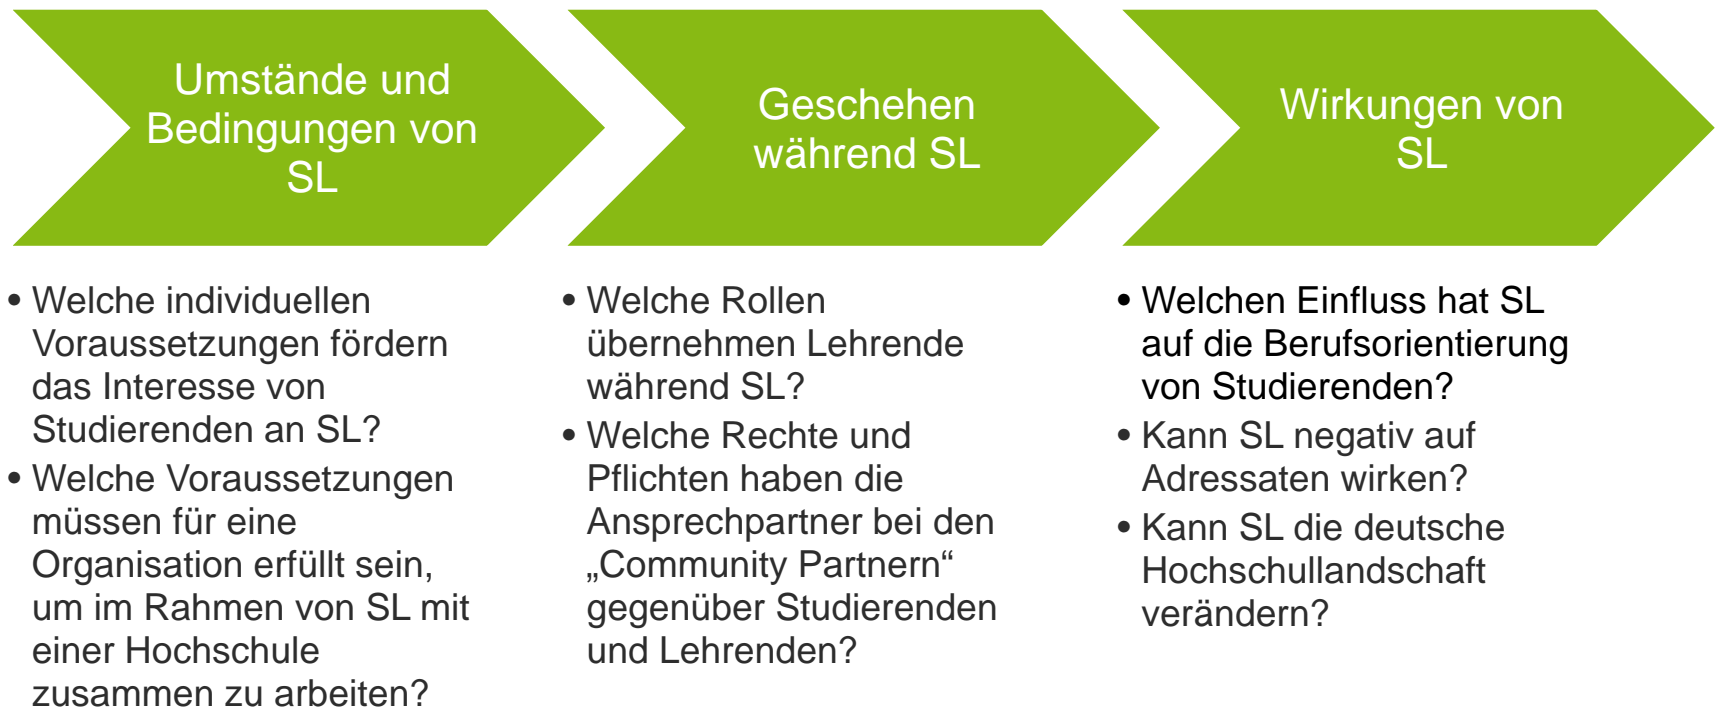 Umstände und
Bedingungen von
SL
• Welche individuellen
Voraussetzungen fördern
das Interesse von
Studierenden an SL?
• Welche Voraussetzungen
müssen für eine
Organisation erfüllt sein,
um im Rahmen von SL mit
einer Hochschule
zusammen zu arbeiten?
Geschehen
während SL
• Welche Rollen
übernehmen Lehrende
während SL?
• Welche Rechte und
Pflichten haben die
Ansprechpartner bei den
„Community Partnern“
gegenüber Studierenden
und Lehrenden?
Wirkungen von
SL
• Welchen Einfluss hat SL
auf die Berufsorientierung
von Studierenden?
• Kann SL negativ auf
Adressaten wirken?
• Kann SL die deutsche
Hochschullandschaft
verändern?